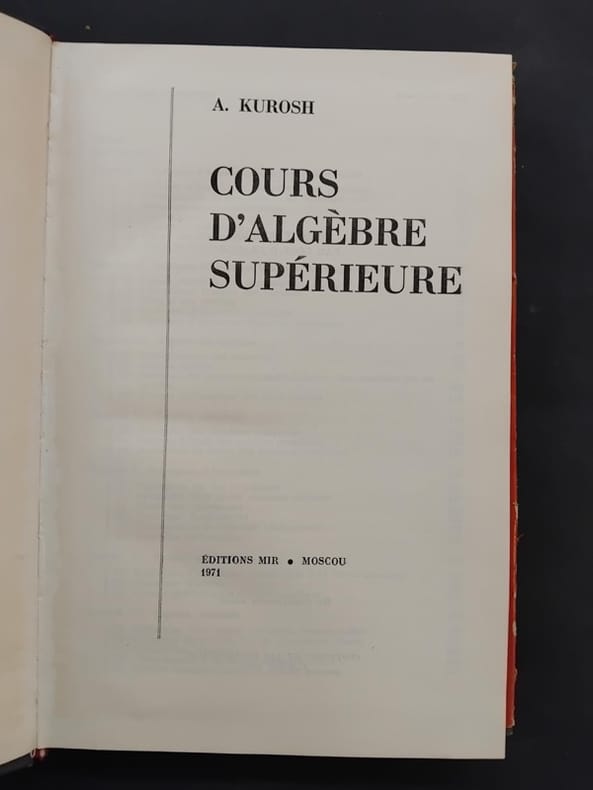 A. KUROSH
COURS
D'ALGÈBRE
SUPÉRIEURE
ÉDITIONS MIR • MOSCOU
1971